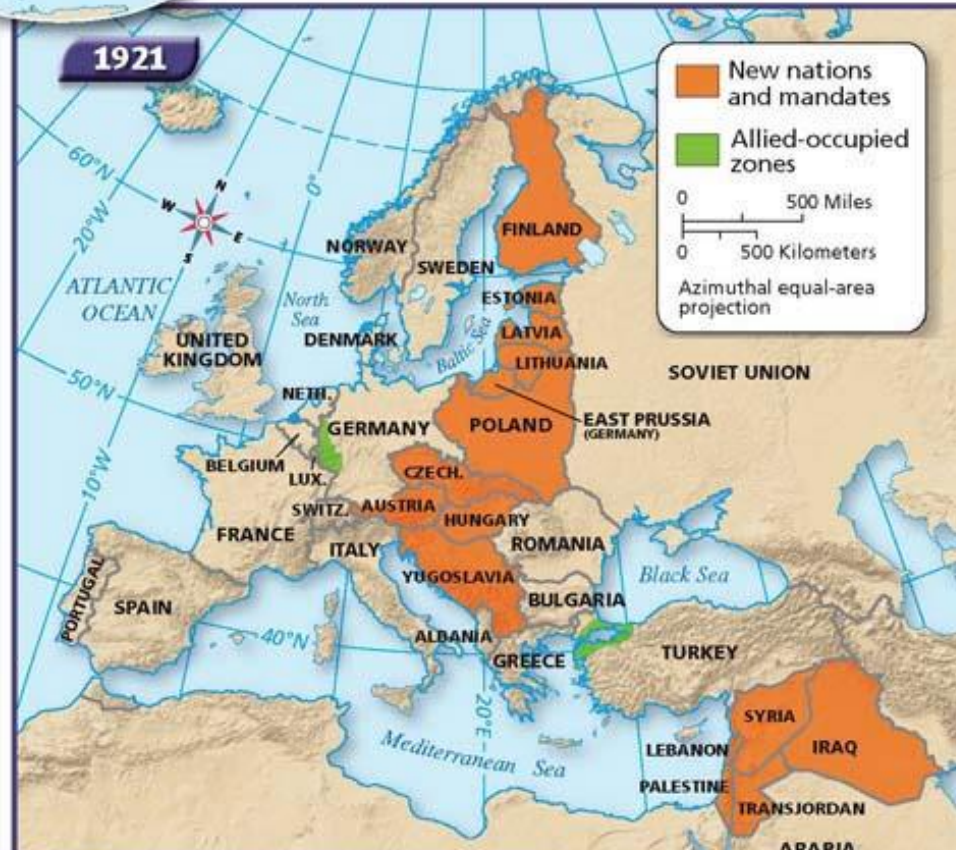 1921
New nations
and mandates
Allied-occupied
zones
0 500 Miles
0 500 Kilometers
Azimuthal equal-area
projection
60°N
20°W
0°
N
W
E
S
ATLANTIC
OCEAN
NORWAY
SWEDEN
FINLAND
North
Sea
ESTONIA
UNITED
KINGDOM
DENMARK
Baltic Sea
LATVIA
LITHUANIA
SOVIET UNION
50°N
NETH.
GERMANY
POLAND
EAST PRUSSIA
(GERMANY)
10°W
BELGIUM
LUX.
CZECH.
SWITZ.
AUSTRIA
HUNGARY
FRANCE
ITALY
ROMANIA
YUGOSLAVIA
Black Sea
PORTUGAL
SPAIN
BULGARIA
40°N
ALBANIA
GREECE
TURKEY
20°E
SYRIA
Mediterranean Sea
LEBANON
IRAQ
PALESTINE
TRANSJORDAN
ARABIA